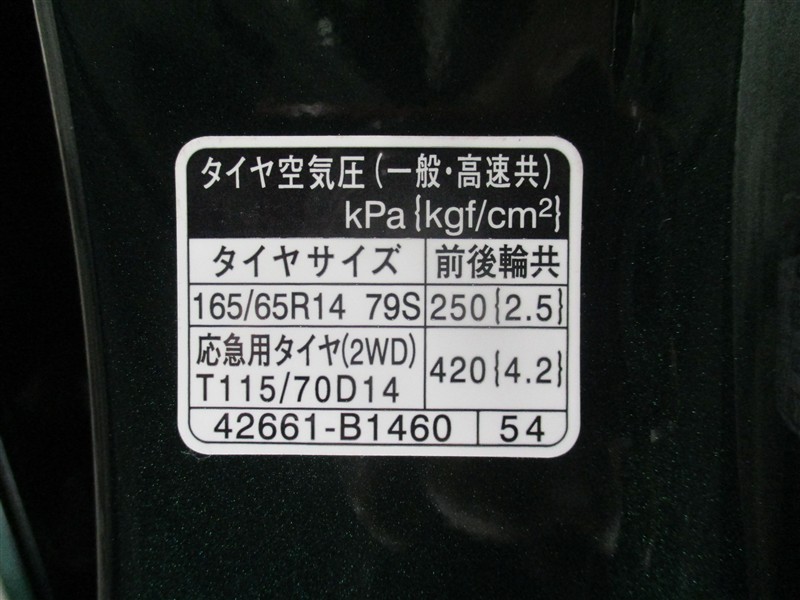 タイヤ空気圧(一般・高速共)
kPa{kgf/cm²}
タイヤサイズ 前後輪共
165/65R14 79S 250{2.5}
応急用タイヤ(2WD)
T115/70D14 420{4.2}
42661-B1460 54